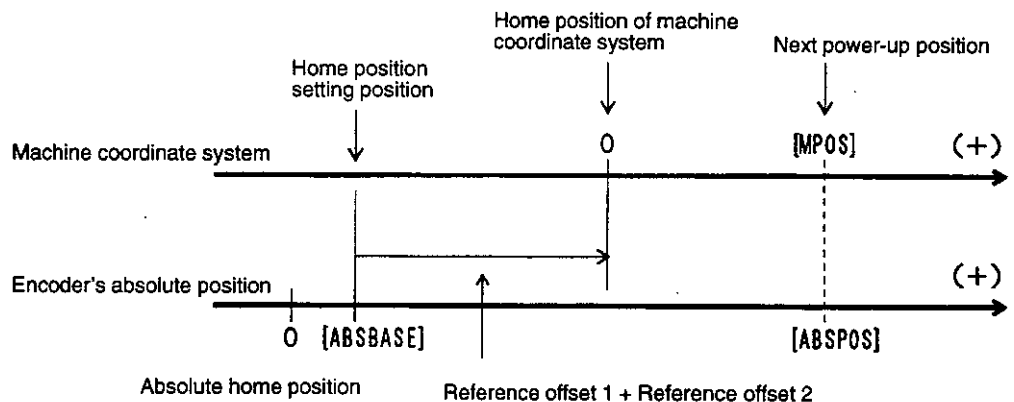 Home position of machine
coordinate system
Next power-up position
Home position
setting position
0 [MPOS] (+)
Machine coordinate system
(+)
Encoder's absolute position
0 [ABSBASE] [ABSPOS]
Absolute home position Reference offset 1 + Reference offset 2